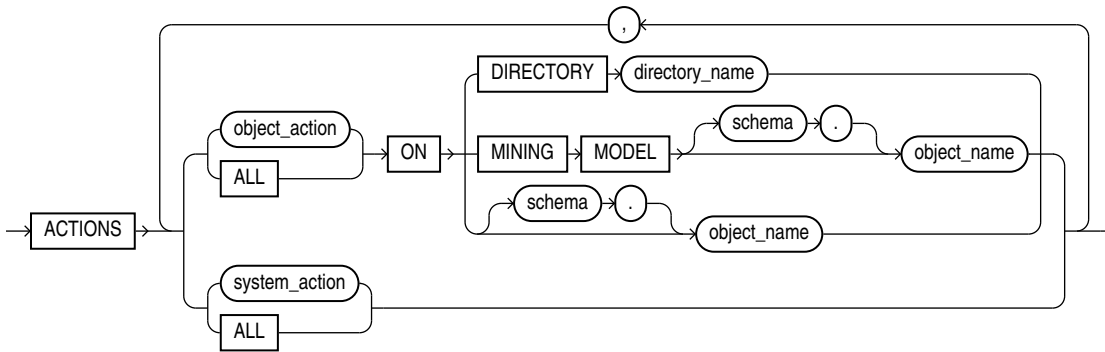 ,
DIRECTORY directory_name
object_action
ALL
ON
MINING MODEL schema . object_name
schema . object_name
ACTIONS
system_action
ALL